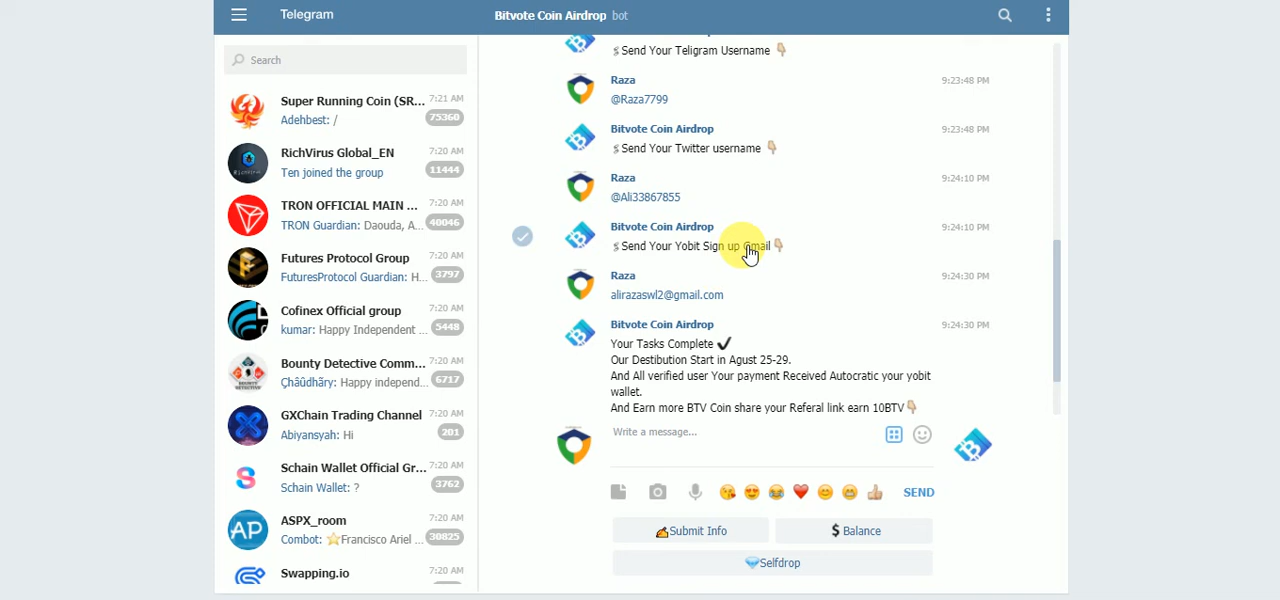 Telegram
Bitvote Coin Airdrop bot
Search
Super Running Coin (SR... 7:21 AM
Adehbest: / 75360
RichVirus Global_EN 7:20 AM
Ten joined the group 11444
TRON OFFICIAL MAIN ... 7:20 AM
TRON Guardian: Daouda, A... 40046
Futures Protocol Group 7:20 AM
FuturesProtocol Guardian: H... 3797
Cofinex Official group 7:20 AM
kumar: Happy Independent ... 5448
Bounty Detective Comm... 7:20 AM
Çhâûdhãry: Happy independ... 6717
GXChain Trading Channel 7:20 AM
Abiyansyah: Hi 201
Schain Wallet Official Gr... 7:20 AM
Schain Wallet: ? 3762
ASPX_room 7:20 AM
Combot: ⭐Francisco Ariel ... 30825
Swapping.io 7:20 AM
Send Your Teligram Username 👇🏼
Raza 9:23:48 PM
@Raza7799
Bitvote Coin Airdrop 9:23:48 PM
Send Your Twitter username 👇🏼
Raza 9:24:10 PM
@Ali33867855
Bitvote Coin Airdrop 9:24:10 PM
Send Your Yobit Sign up Gmail 👇🏼
Raza 9:24:30 PM
alirazaswl2@gmail.com
Bitvote Coin Airdrop 9:24:30 PM
Your Tasks Complete ✔
Our Destibution Start in Agust 25-29.
And All verified user Your payment Received Autocratic your yobit
wallet.
And Earn more BTV Coin share your Referal link earn 10BTV👇🏼
Write a message...
SEND
✍Submit Info
💲Balance
💎Selfdrop
AP